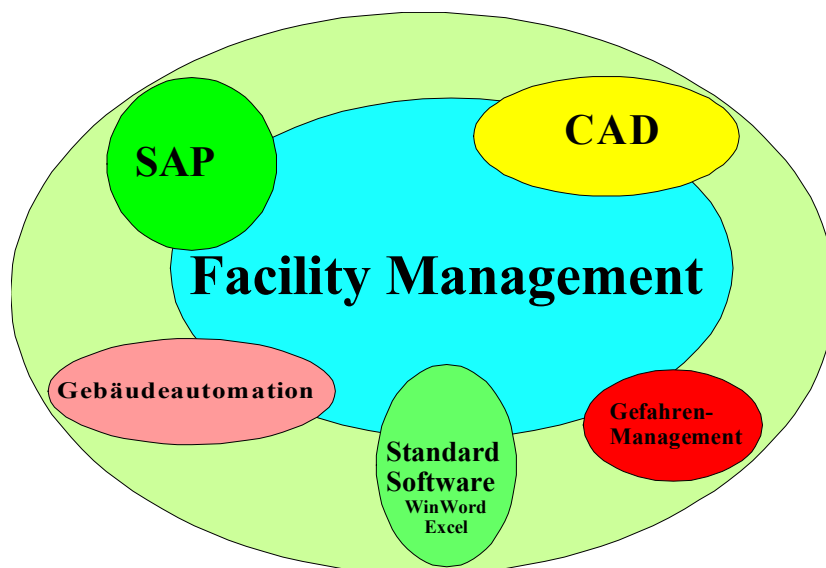 CAD
SAP
Facility Management
Gebäudeautomation
Gefahren-
Management
Standard
Software
WinWord
Excel